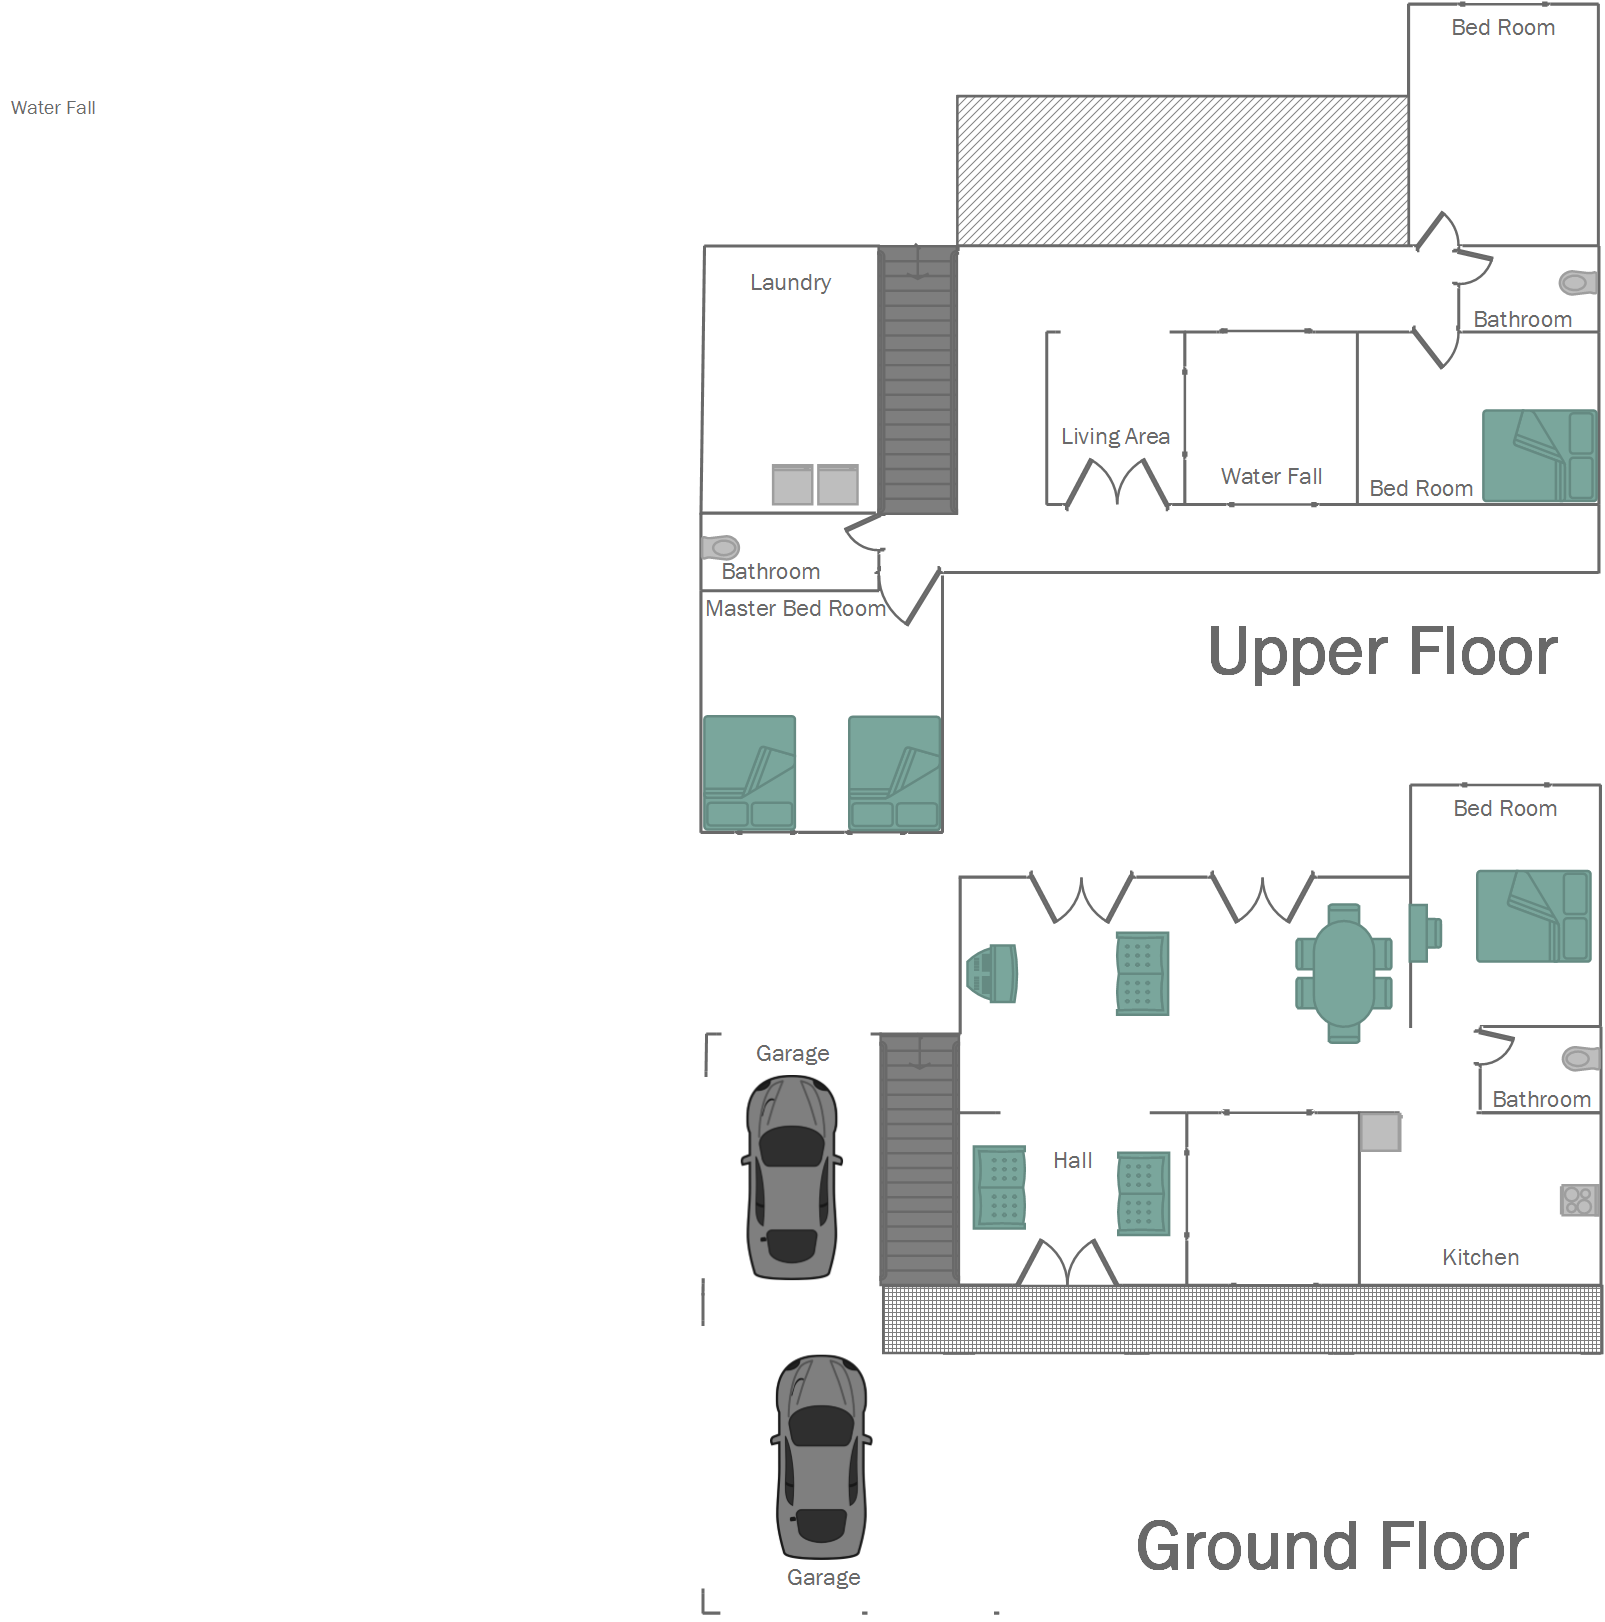 Bed Room
Water Fall
Laundry
Bathroom
Living Area
Water Fall
Bed Room
Bathroom
Master Bed Room
Upper Floor
Bed Room
Garage
Bathroom
Hall
Kitchen
Ground Floor
Garage